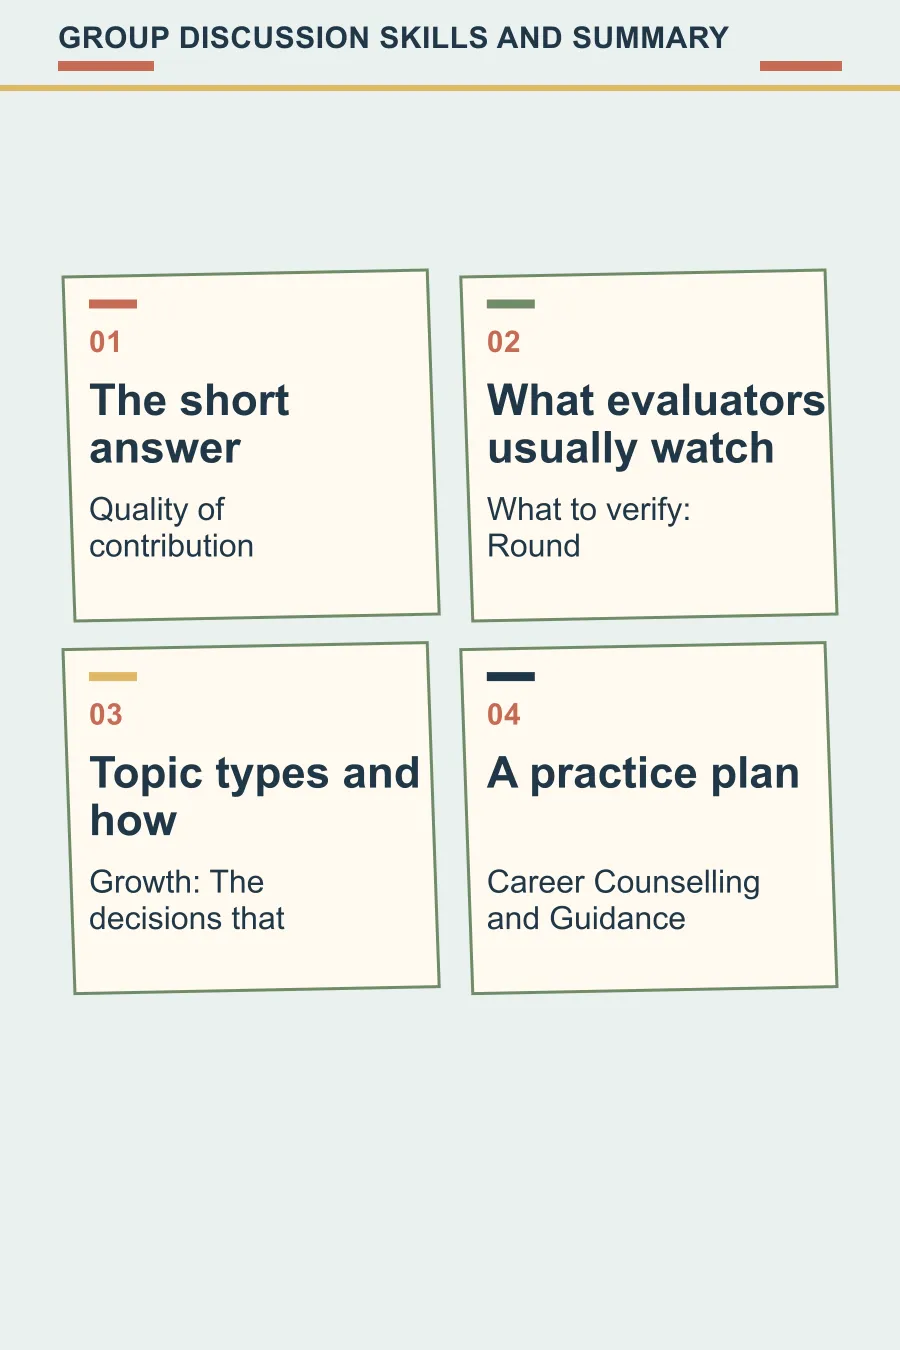 GROUP DISCUSSION SKILLS AND SUMMARY
01
The short
answer
Quality of
contribution
02
What evaluators
usually watch
What to verify:
Round
03
Topic types and
how
Growth: The
decisions that
04
A practice plan
Career Counselling
and Guidance